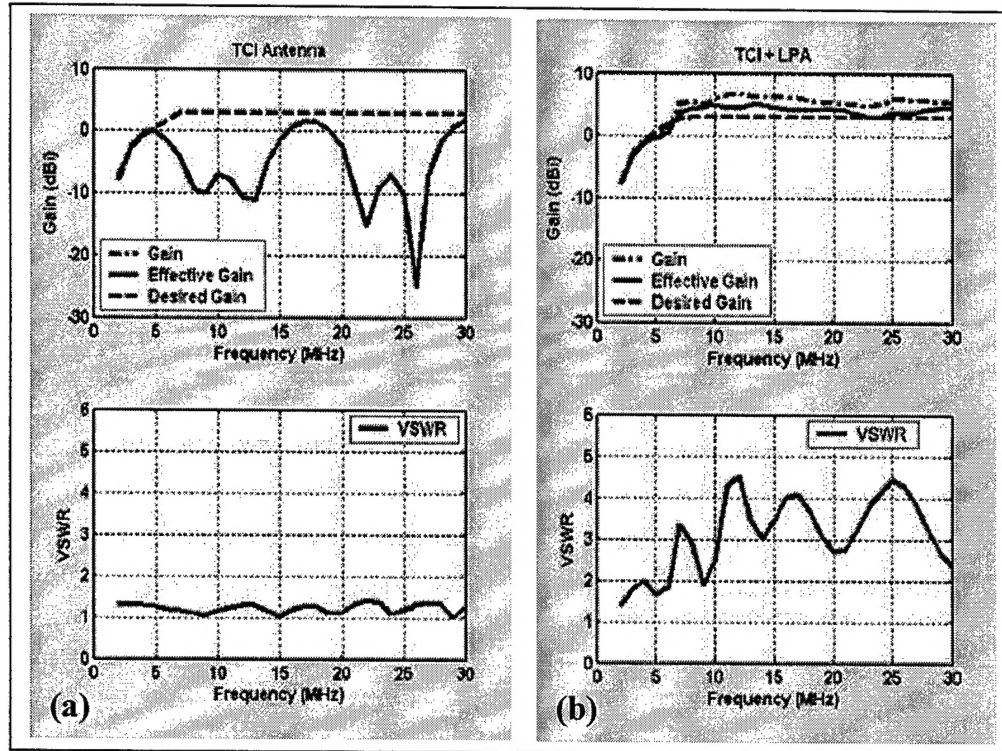 TCI Antenna
10
0
-10
-20
-30
Gain (dBi)
Gain
Effective Gain
Desired Gain
0 5 10 15 20 25 30
Frequency (MHz)
6
5
4
3
2
1
0
VSWR
VSWR
0 5 10 15 20 25 30
Frequency (MHz)
(a)
TCI + LPA
10
0
-10
-20
-30
Gain (dBi)
Gain
Effective Gain
Desired Gain
0 5 10 15 20 25 30
Frequency (MHz)
6
5
4
3
2
1
0
VSWR
VSWR
0 5 10 15 20 25 30
Frequency (MHz)
(b)